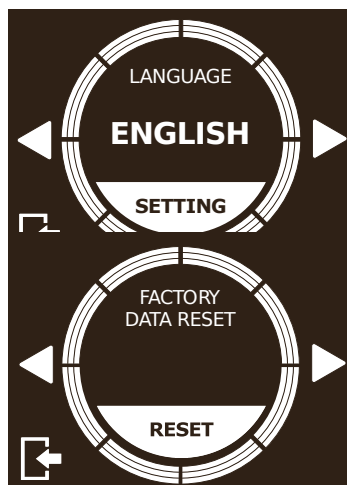 LANGUAGE
ENGLISH
SETTING
FACTORY
DATA RESET
RESET